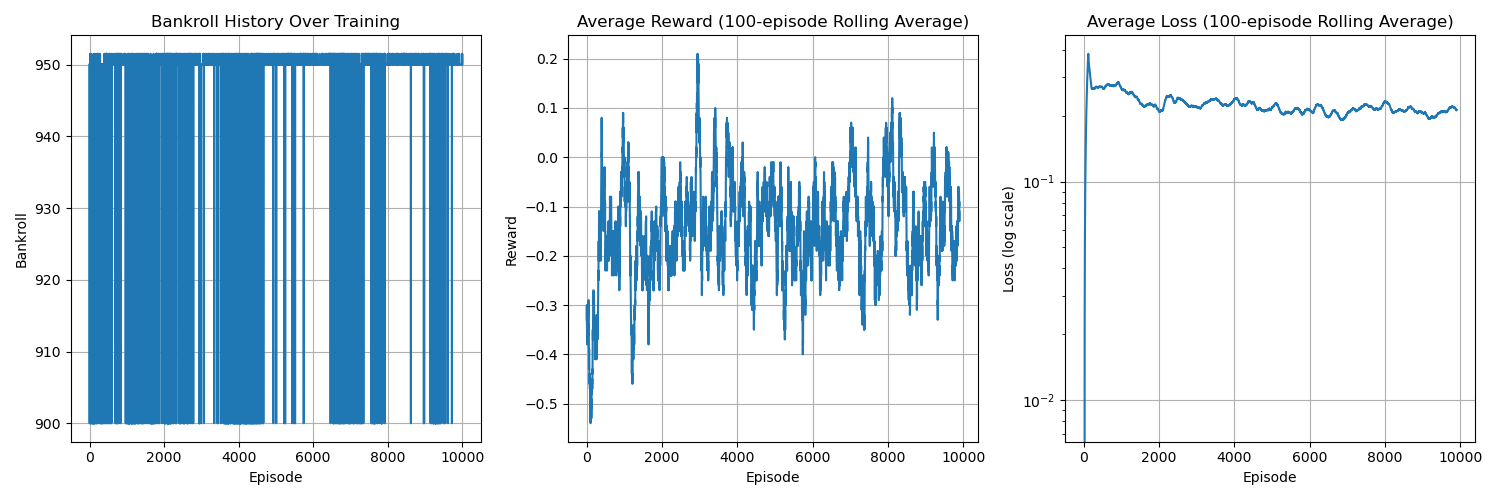 Bankroll History Over Training
Bankroll
950
940
930
920
910
900
0 2000 4000 6000 8000 10000
Episode
Average Reward (100-episode Rolling Average)
Reward
0.2
0.1
0.0
−0.1
−0.2
−0.3
−0.4
−0.5
0 2000 4000 6000 8000 10000
Episode
Average Loss (100-episode Rolling Average)
Loss (log scale)
10⁻¹
10⁻²
0 2000 4000 6000 8000 10000
Episode